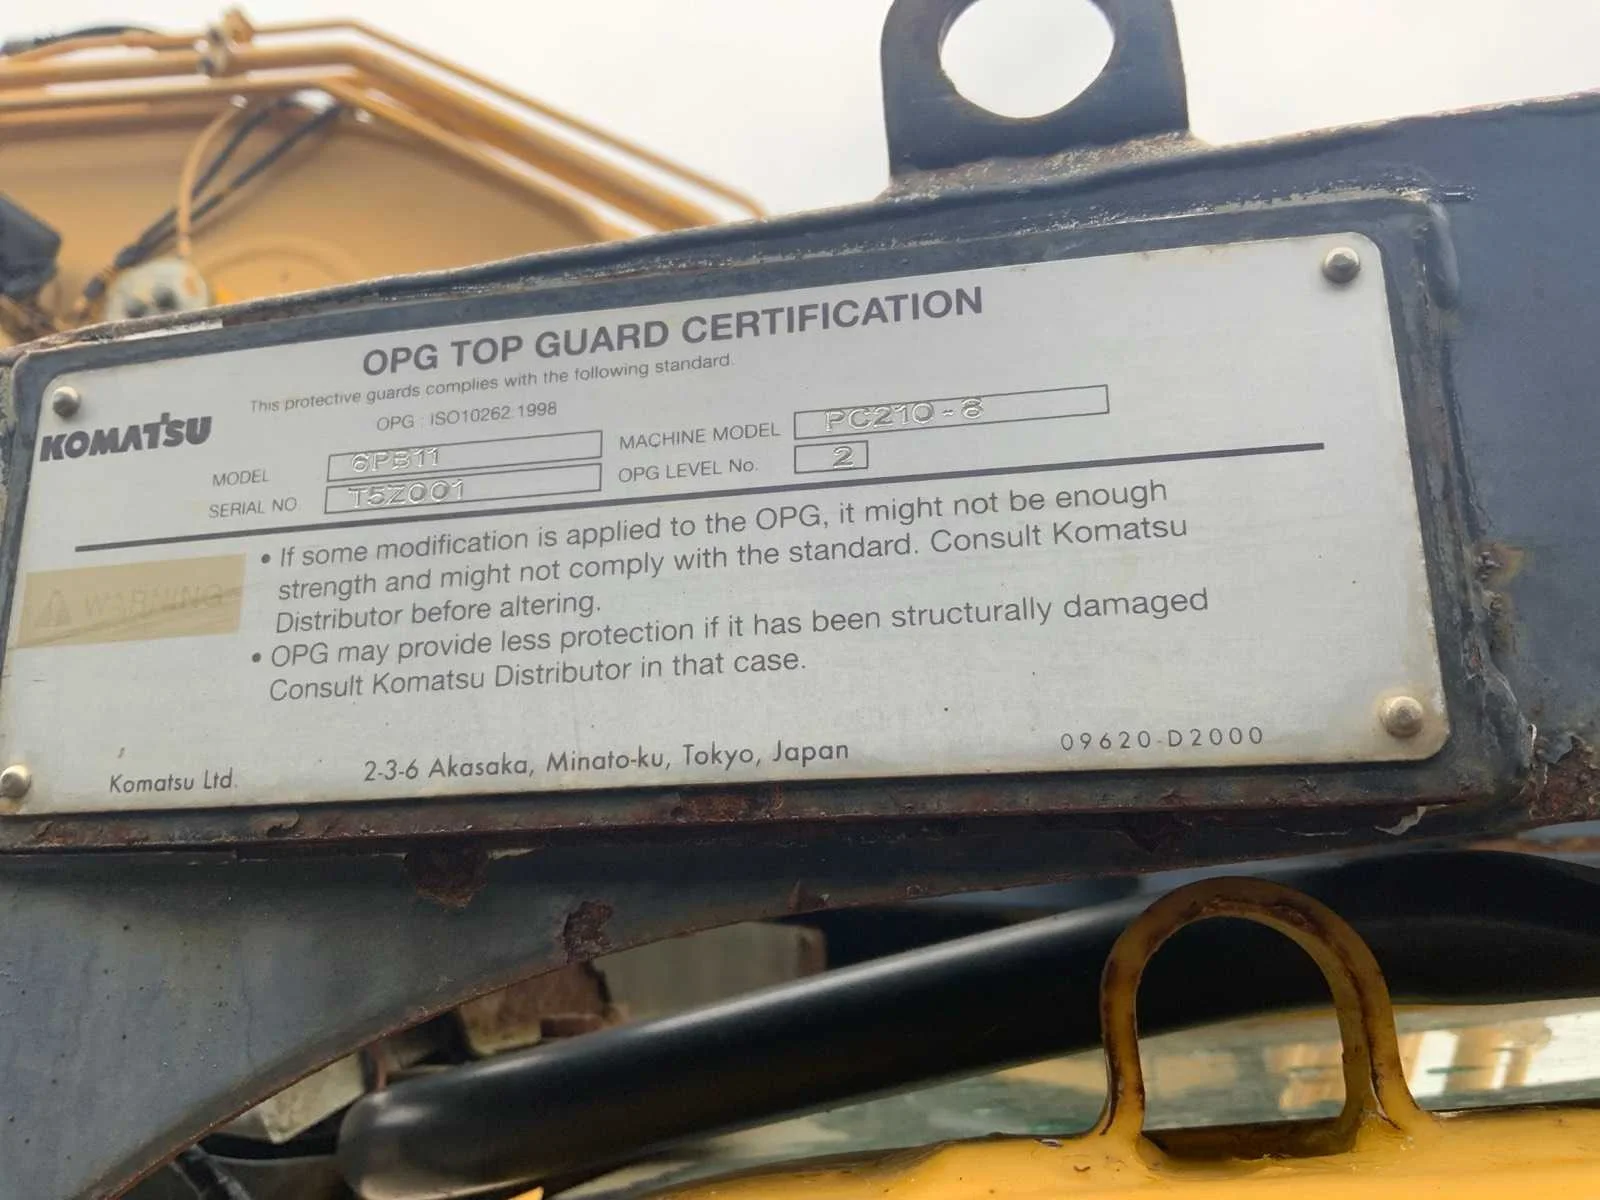 OPG TOP GUARD CERTIFICATION
This protective guards complies with the following standard.
OPG : ISO10262:1998
KOMATSU
MODEL 6PB11 MACHINE MODEL PC210-8
SERIAL NO T5Z001 OPG LEVEL No. 2
WARNING
• If some modification is applied to the OPG, it might not be enough
strength and might not comply with the standard. Consult Komatsu
Distributor before altering.
• OPG may provide less protection if it has been structurally damaged
Consult Komatsu Distributor in that case.
Komatsu Ltd. 2-3-6 Akasaka, Minato-ku, Tokyo, Japan 09620-D2000